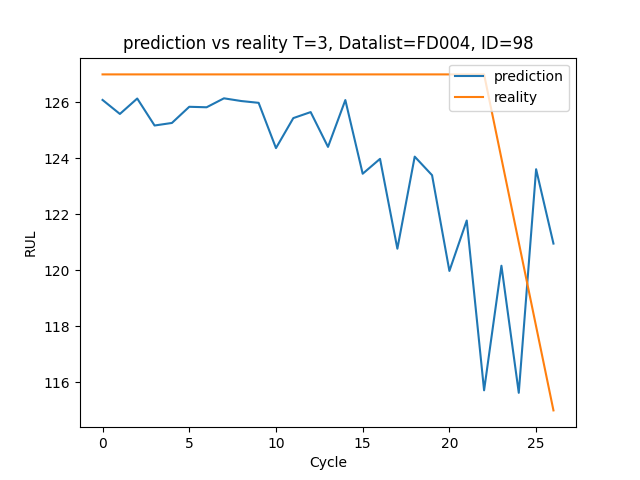 prediction vs reality T=3, Datalist=FD004, ID=98
prediction
reality
126
124
122
120
118
116
RUL
0 5 10 15 20 25
Cycle